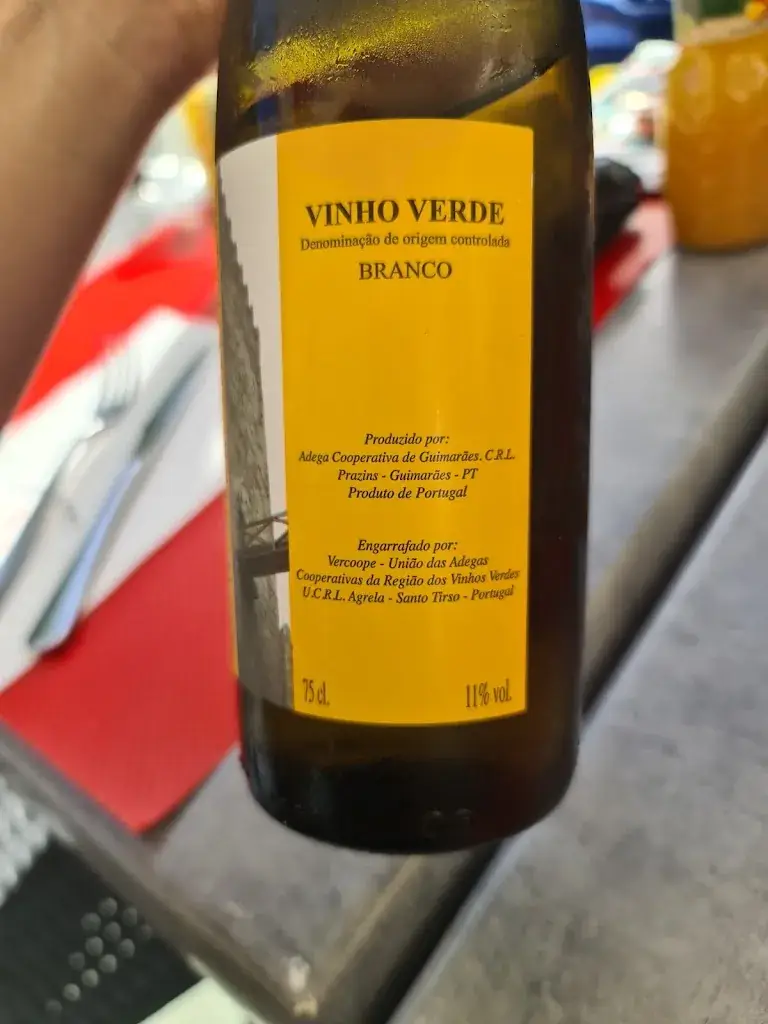 VINHO VERDE
Denominação de origem controlada
BRANCO
Produzido por:
Adega Cooperativa de Guimarães. C.R.L.
Prazins - Guimarães - PT
Produto de Portugal
Engarrafado por:
Vercoope - União das Adegas
Cooperativas da Região dos Vinhos Verdes
U.C.R.L. Agrela - Santo Tirso - Portugal
75 cl. 11% vol.